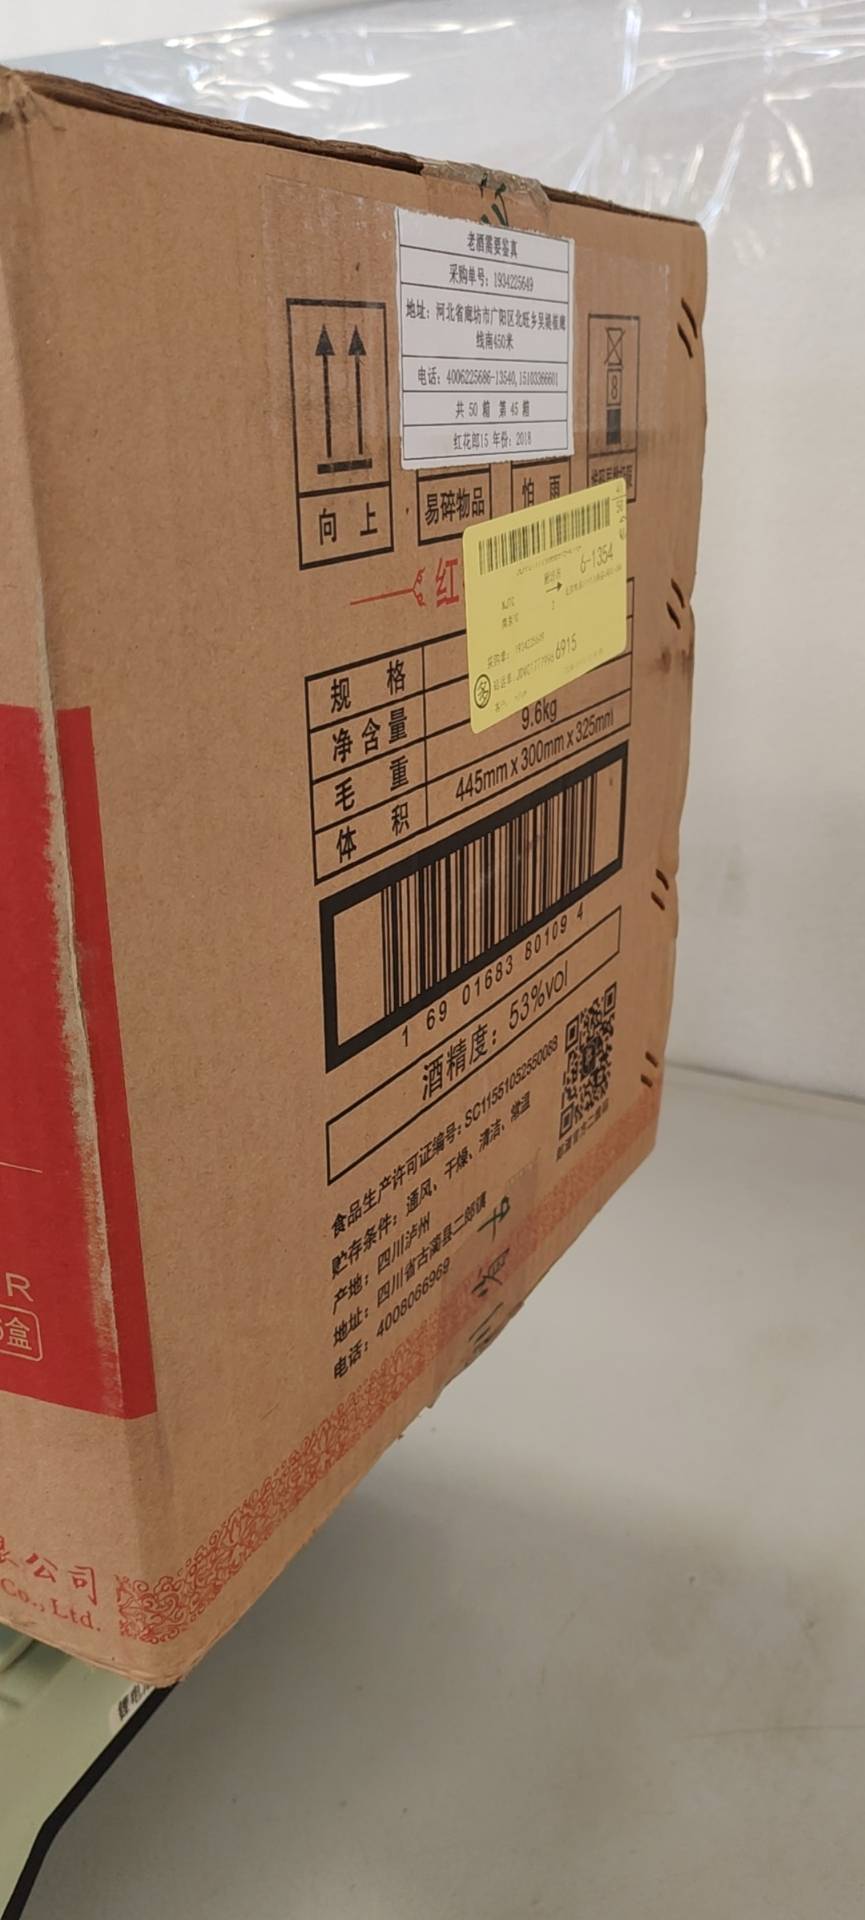 老酒需要鉴真
采购单号：1934225649
地址：河北省廊坊市广阳区北旺乡吴堤
线南450米
电话：4006225686-13540,15103366601
共 50 箱 第 45 箱
红花郎15 年份：2018
8
向 上
易碎物品
怕 雨
6-1354
采购单：1934225649
6915
多
红
规 格
净含量
毛 重
9.6kg
体 积
445mm x 300mm x 325mm
1 69 01683 80109 4
酒精度：53%vol
食品生产许可证编号：SC11551052550088
贮存条件：通风、干燥、清洁、常温
产地：四川泸州
地址：四川省古蔺县二郎镇
电话：4008066969
R
盒
公司
Co., Ltd.